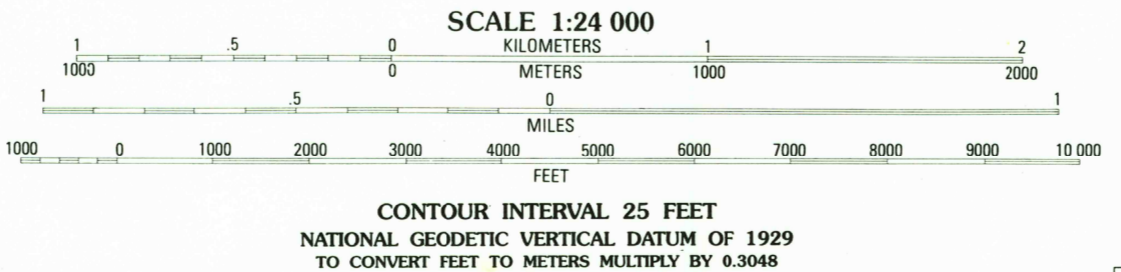 SCALE 1:24 000
1 .5 0 KILOMETERS 1 2
1000 0 METERS 1000 2000
1 .5 0 1
MILES
1000 0 1000 2000 3000 4000 5000 6000 7000 8000 9000 10 000
FEET
CONTOUR INTERVAL 25 FEET
NATIONAL GEODETIC VERTICAL DATUM OF 1929
TO CONVERT FEET TO METERS MULTIPLY BY 0.3048